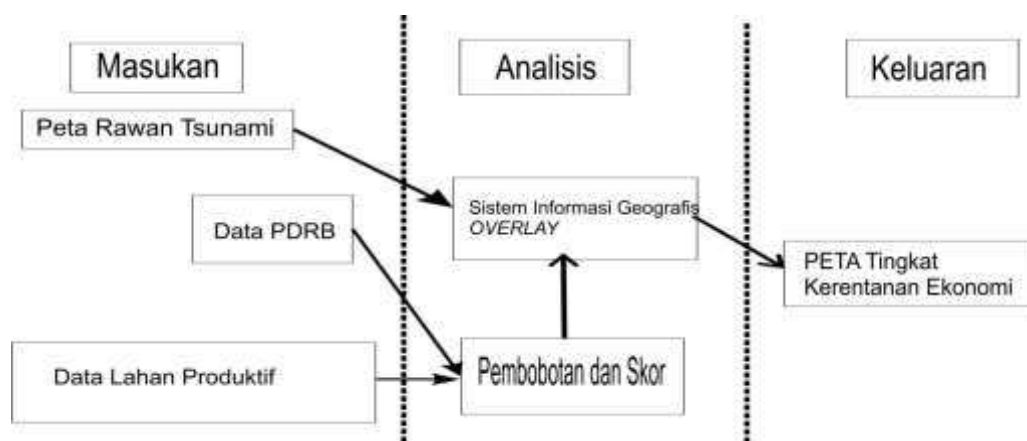 Masukan
Analisis
Keluaran
Peta Rawan Tsunami
Data PDRB
Data Lahan Produktif
Sistem Informasi Geografis
OVERLAY
Pembobotan dan Skor
PETA Tingkat
Kerentanan Ekonomi